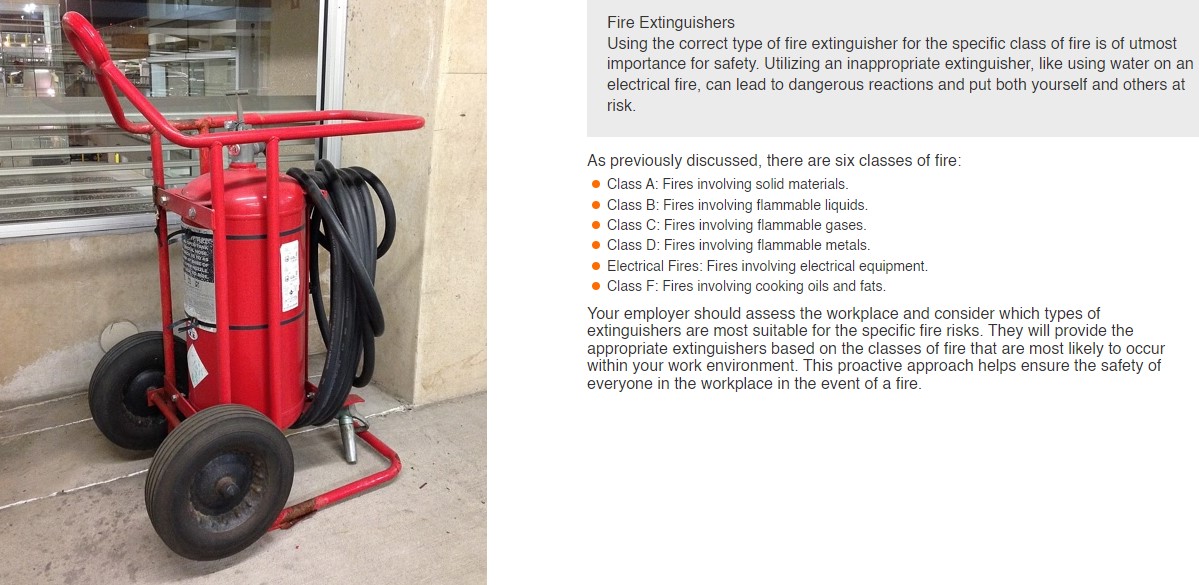 Fire Extinguishers
Using the correct type of fire extinguisher for the specific class of fire is of utmost
importance for safety. Utilizing an inappropriate extinguisher, like using water on an
electrical fire, can lead to dangerous reactions and put both yourself and others at
risk.
As previously discussed, there are six classes of fire:
Class A: Fires involving solid materials.
Class B: Fires involving flammable liquids.
Class C: Fires involving flammable gases.
Class D: Fires involving flammable metals.
Electrical Fires: Fires involving electrical equipment.
Class F: Fires involving cooking oils and fats.
Your employer should assess the workplace and consider which types of
extinguishers are most suitable for the specific fire risks. They will provide the
appropriate extinguishers based on the classes of fire that are most likely to occur
within your work environment. This proactive approach helps ensure the safety of
everyone in the workplace in the event of a fire.